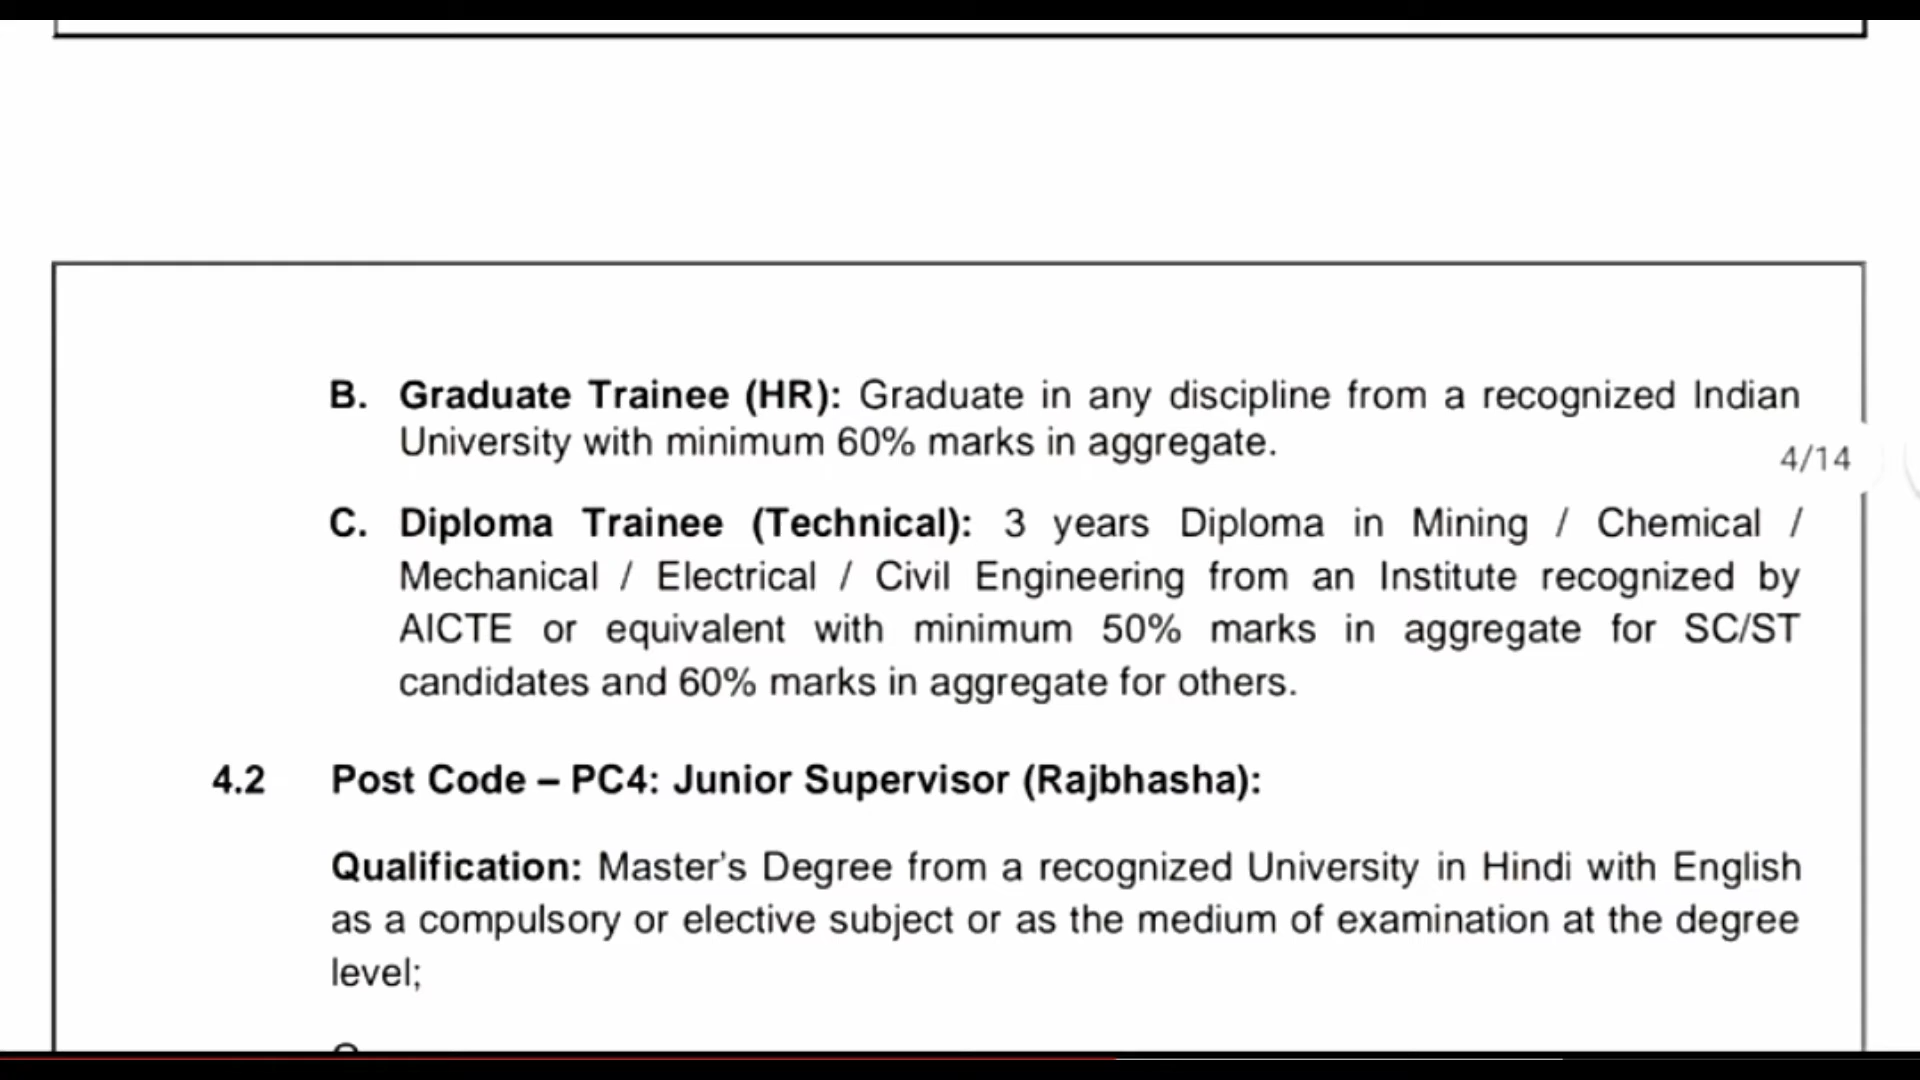 B. Graduate Trainee (HR): Graduate in any discipline from a recognized Indian
University with minimum 60% marks in aggregate.
4/14
C. Diploma Trainee (Technical): 3 years Diploma in Mining / Chemical /
Mechanical / Electrical / Civil Engineering from an Institute recognized by
AICTE or equivalent with minimum 50% marks in aggregate for SC/ST
candidates and 60% marks in aggregate for others.
4.2 Post Code – PC4: Junior Supervisor (Rajbhasha):
Qualification: Master's Degree from a recognized University in Hindi with English
as a compulsory or elective subject or as the medium of examination at the degree
level;